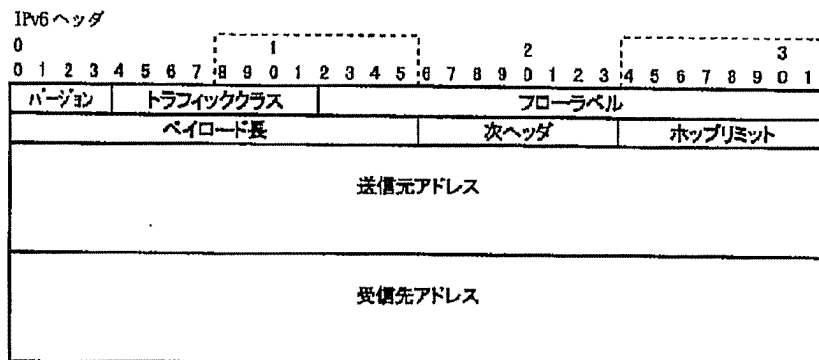 IPv6ヘッダ
0 1 2 3
0 1 2 3 4 5 6 7 8 9 0 1 2 3 4 5 6 7 8 9 0 1 2 3 4 5 6 7 8 9 0 1
バージョン トラフィッククラス フローラベル
ペイロード長 次ヘッダ ホップリミット
送信元アドレス
受信先アドレス